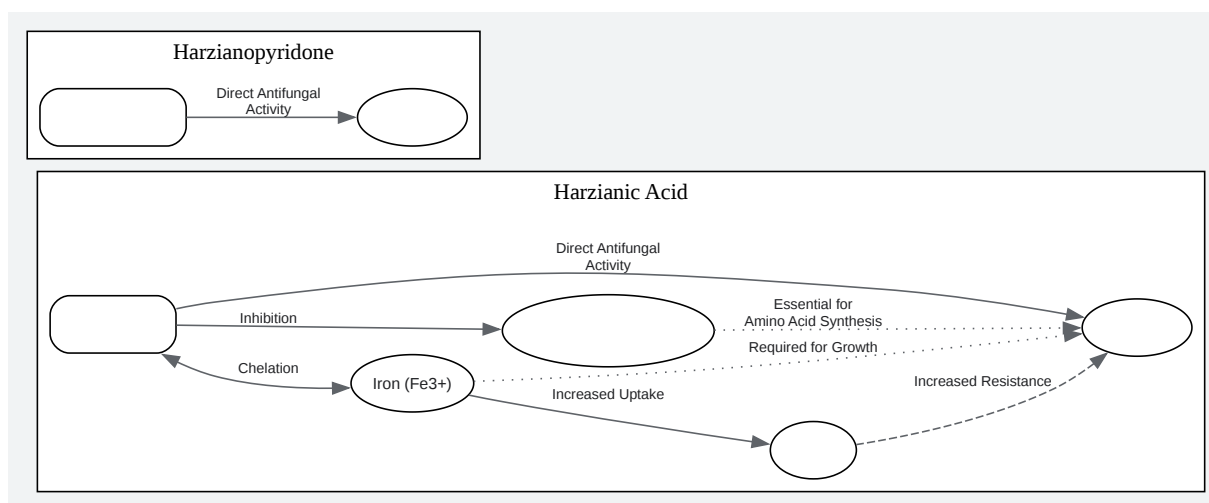 Harzianopyridone
Direct Antifungal
Activity
Harzianic Acid
Direct Antifungal
Activity
Inhibition
Essential for
Amino Acid Synthesis
Required for Growth
Chelation
Iron (Fe3+)
Increased Uptake
Increased Resistance